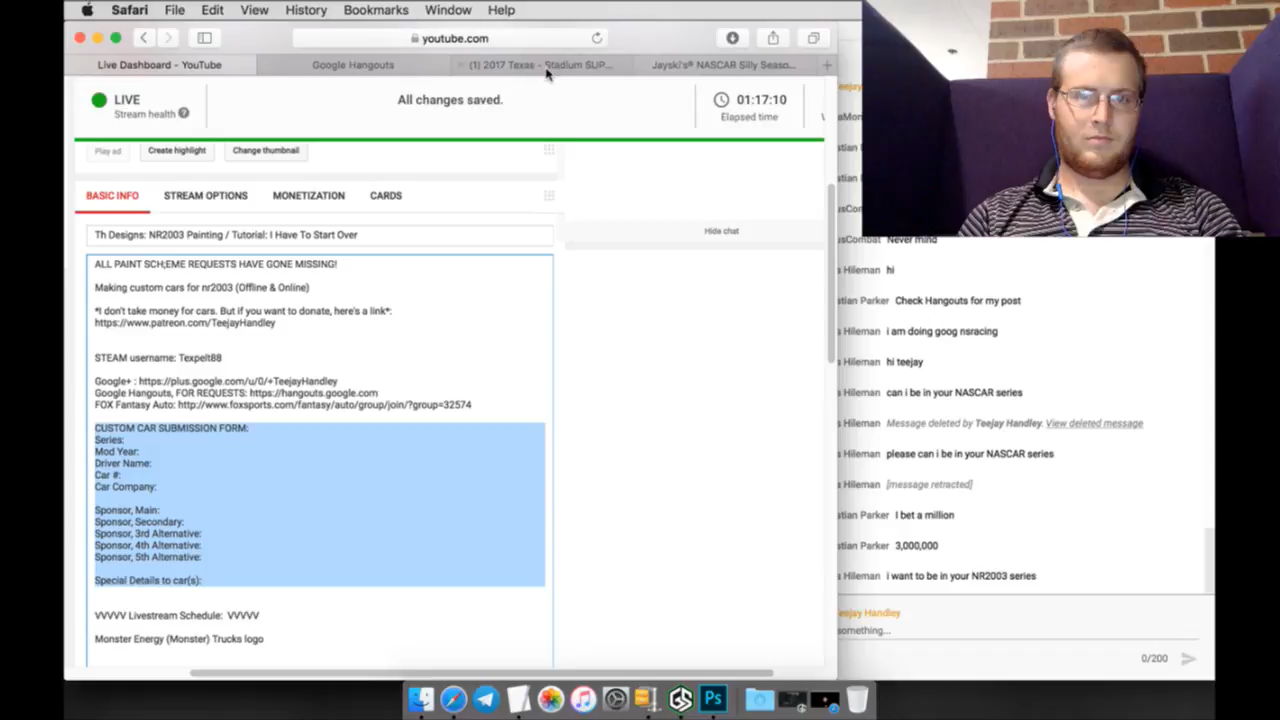 Safari File Edit View History Bookmarks Window Help
youtube.com
Live Dashboard - YouTube
Google Hangouts
(1) 2017 Texas - Stadium SUP...
Jayski's® NASCAR Silly Seaso...
LIVE
Stream health
All changes saved.
01:17:10
Elapsed time
Play ad
Create highlight
Change thumbnail
BASIC INFO
STREAM OPTIONS
MONETIZATION
CARDS
Th Designs: NR2003 Painting / Tutorial: I Have To Start Over
Hide chat
ALL PAINT SCH;EME REQUESTS HAVE GONE MISSING!
Making custom cars for nr2003 (Offline & Online)
*I don't take money for cars. But if you want to donate, here's a link*:
https://www.patreon.com/TeejayHandley
STEAM username: Texpelt88
Google+ : https://plus.google.com/u/0/+TeejayHandley
Google Hangouts, FOR REQUESTS: https://hangouts.google.com
FOX Fantasy Auto: http://www.foxsports.com/fantasy/auto/group/join/?group=32574
CUSTOM CAR SUBMISSION FORM:
Series:
Mod Year:
Driver Name:
Car #:
Car Company:
Sponsor, Main:
Sponsor, Secondary:
Sponsor, 3rd Alternative:
Sponsor, 4th Alternative:
Sponsor, 5th Alternative:
Special Details to car(s):
VVVVV Livestream Schedule: VVVVV
Monster Energy (Monster) Trucks logo
Never mind
s Hileman hi
stian Parker Check Hangouts for my post
s Hileman i am doing goog nsracing
s Hileman hi teejay
s Hileman can i be in your NASCAR series
s Hileman Message deleted by Teejay Handley. View deleted message
s Hileman please can i be in your NASCAR series
s Hileman [message retracted]
stian Parker I bet a million
stian Parker 3,000,000
s Hileman i want to be in your NR2003 series
Teejay Handley
something...
0/200
Ps